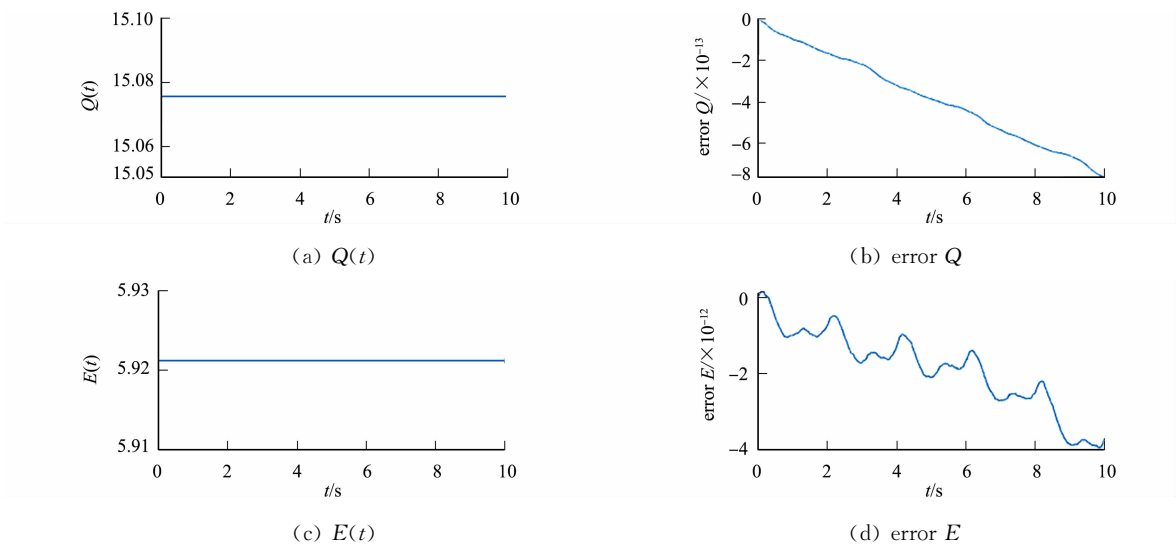 15.10
15.08
15.06
15.05
Q(t)
0 2 4 6 8 10
t/s
(a) Q(t)
0
−2
−4
−6
−8
error Q/×10⁻¹³
0 2 4 6 8 10
t/s
(b) error Q
5.93
5.92
5.91
E(t)
0 2 4 6 8 10
t/s
(c) E(t)
0
−2
−4
error E/×10⁻¹²
0 2 4 6 8 10
t/s
(d) error E